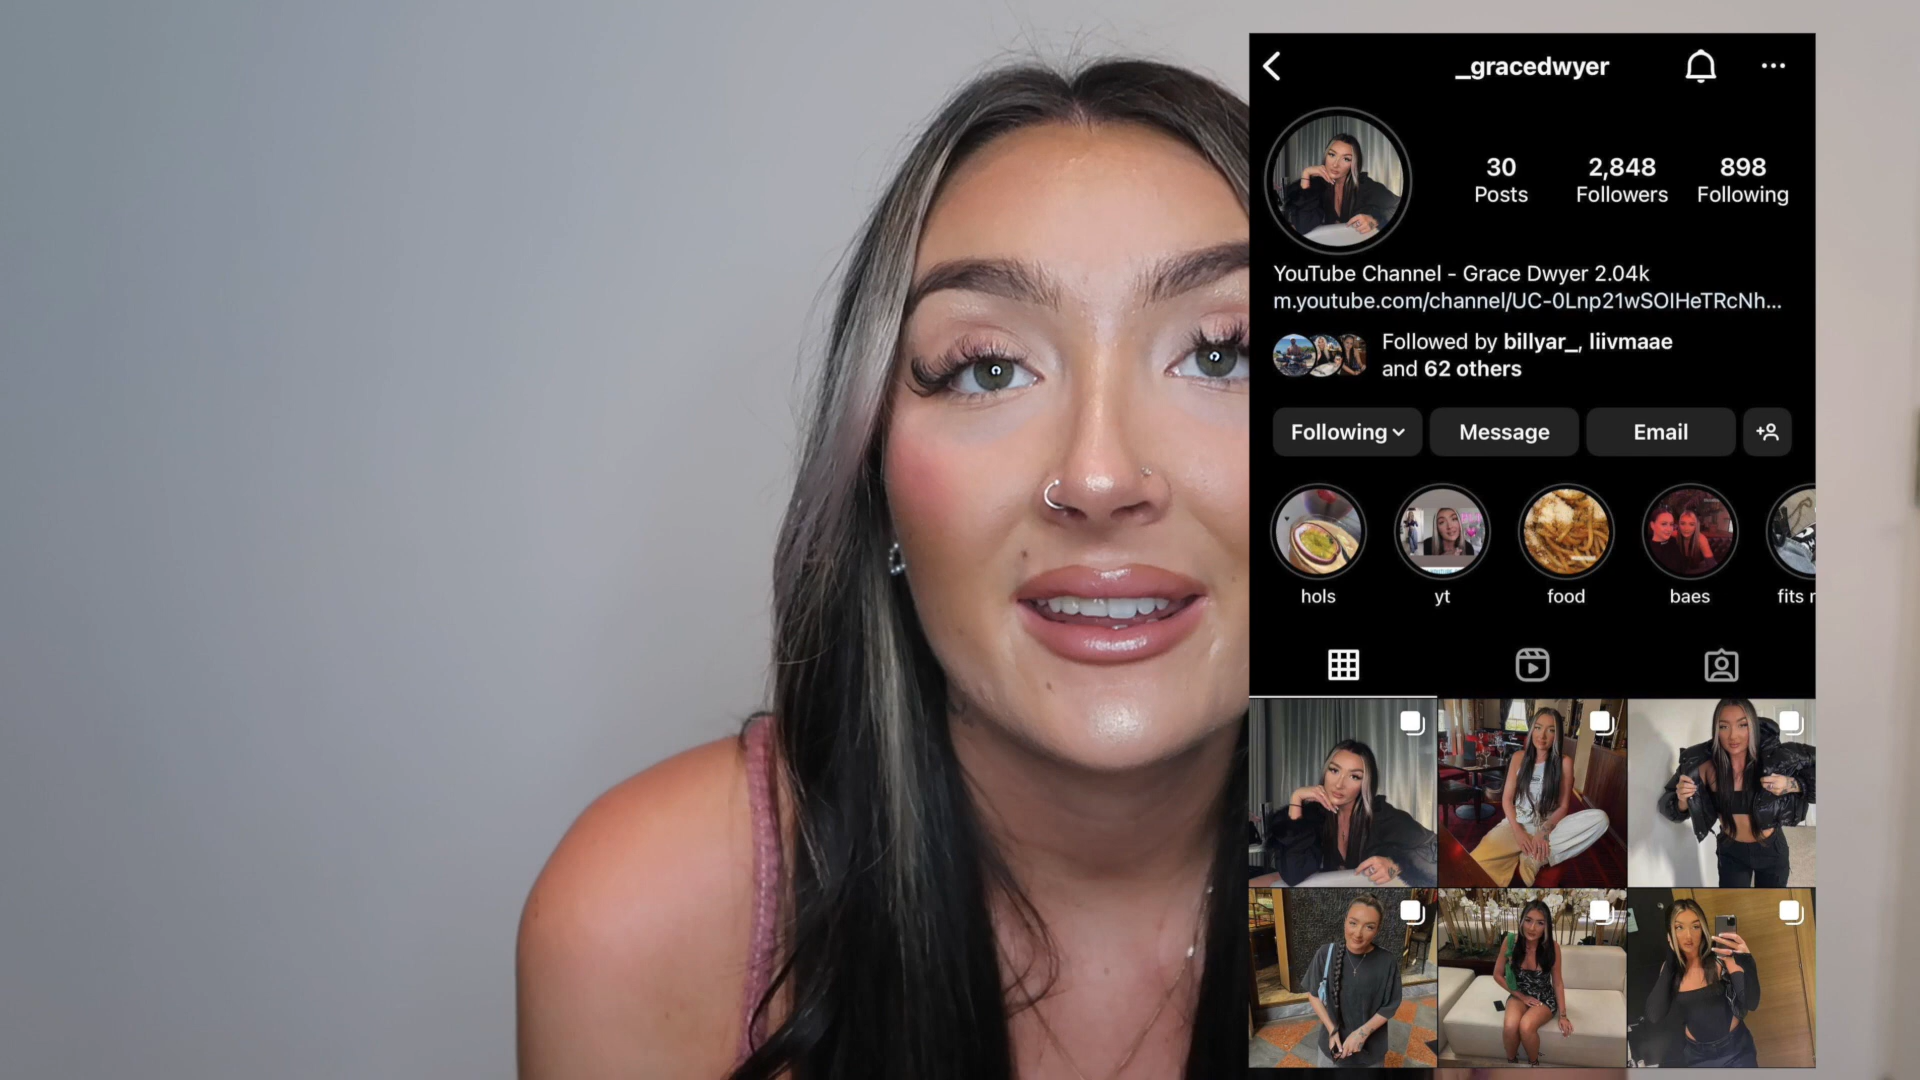 _gracedwyer
30 2,848 898
Posts Followers Following
YouTube Channel - Grace Dwyer 2.04k
m.youtube.com/channel/UC-0Lnp21wSOIHeTRcNh...
Followed by billyar_, liivmaae
and 62 others
Following Message Email
hols yt food baes fits r